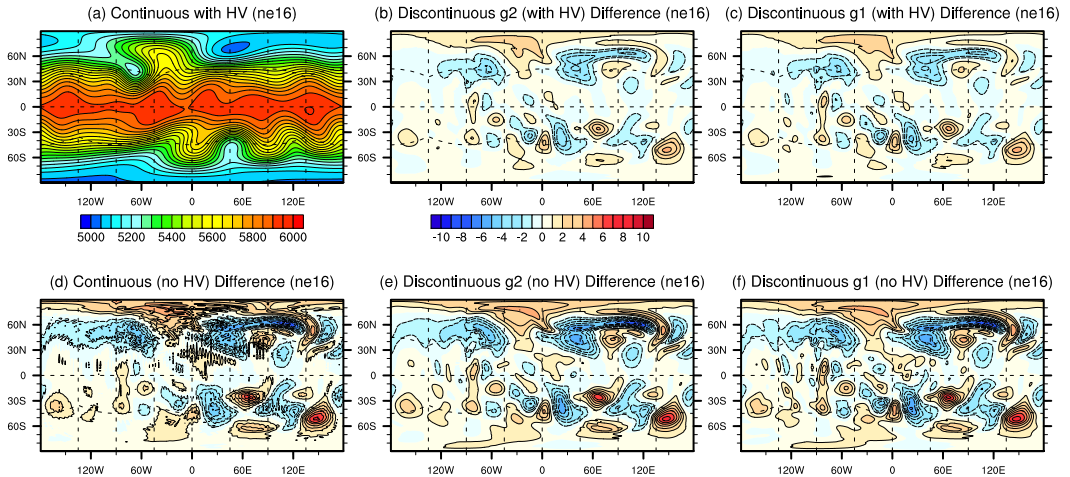 (a) Continuous with HV (ne16)
(b) Discontinuous g2 (with HV) Difference (ne16)
(c) Discontinuous g1 (with HV) Difference (ne16)
60N
30N
0
30S
60S
120W 60W 0 60E 120E
60N
30N
0
30S
60S
120W 60W 0 60E 120E
60N
30N
0
30S
60S
120W 60W 0 60E 120E
5000 5200 5400 5600 5800 6000
-10 -8 -6 -4 -2 0 2 4 6 8 10
(d) Continuous (no HV) Difference (ne16)
(e) Discontinuous g2 (no HV) Difference (ne16)
(f) Discontinuous g1 (no HV) Difference (ne16)
60N
30N
0
30S
60S
120W 60W 0 60E 120E
60N
30N
0
30S
60S
120W 60W 0 60E 120E
60N
30N
0
30S
60S
120W 60W 0 60E 120E